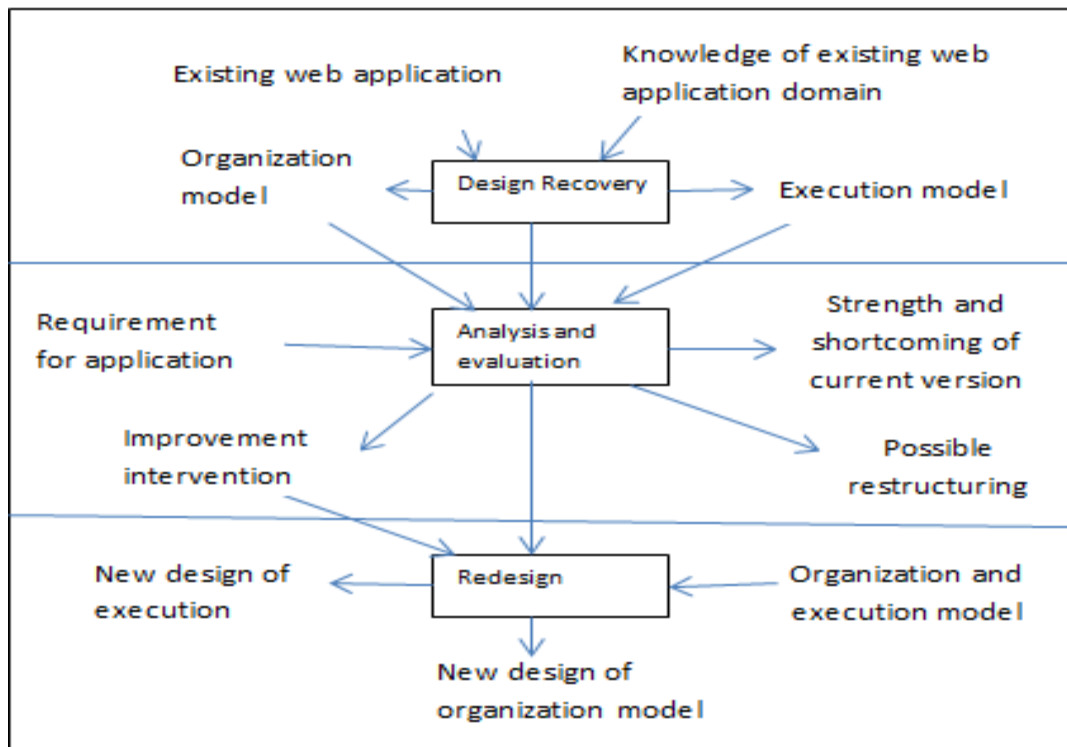 Existing web application
Knowledge of existing web
application domain
Organization
model
Design Recovery
Execution model
Requirement
for application
Analysis and
evaluation
Strength and
shortcoming of
current version
Improvement
intervention
Possible
restructuring
New design of
execution
Redesign
Organization and
execution model
New design of
organization model